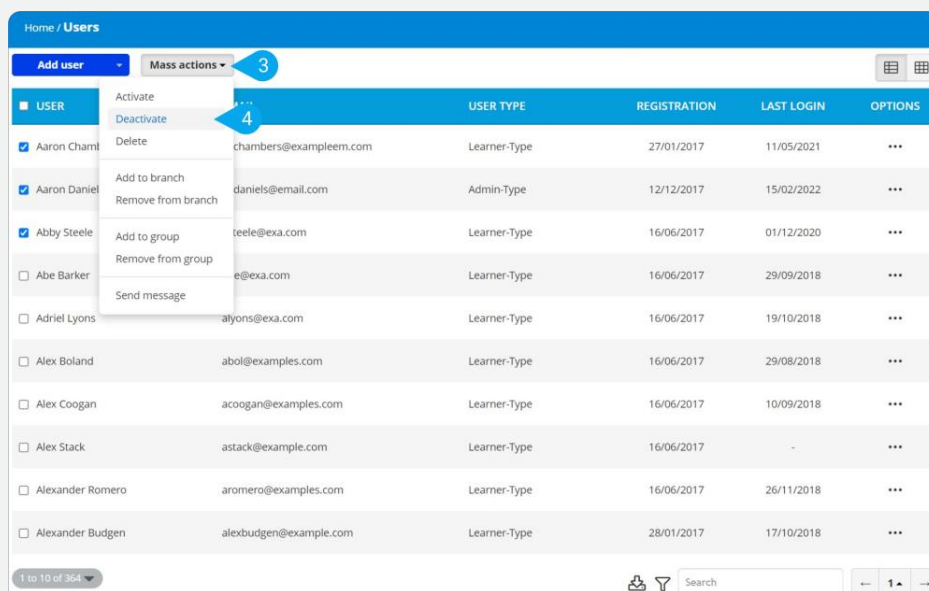 Home / Users
Add user Mass actions 3
USER USER TYPE REGISTRATION LAST LOGIN OPTIONS
Activate
Deactivate 4
Delete
Add to branch
Remove from branch
Add to group
Remove from group
Send message
Aaron chambers@exampleem.com Learner-Type 27/01/2017 11/05/2021
Aaron Daniel daniels@email.com Admin-Type 12/12/2017 15/02/2022
Abby Steele teele@exa.com Learner-Type 16/06/2017 01/12/2020
Abe Barker e@exa.com Learner-Type 16/06/2017 29/09/2018
Adriel Lyons alyons@exa.com Learner-Type 16/06/2017 19/10/2018
Alex Boland abol@examples.com Learner-Type 16/06/2017 29/08/2018
Alex Coogan acoogan@examples.com Learner-Type 16/06/2017 10/09/2018
Alex Stack astack@example.com Learner-Type 16/06/2017 -
Alexander Romero aromero@examples.com Learner-Type 16/06/2017 26/11/2018
Alexander Budgen alexbudgen@example.com Learner-Type 28/01/2017 17/10/2018
1 to 10 of 364 Search ← 1 →